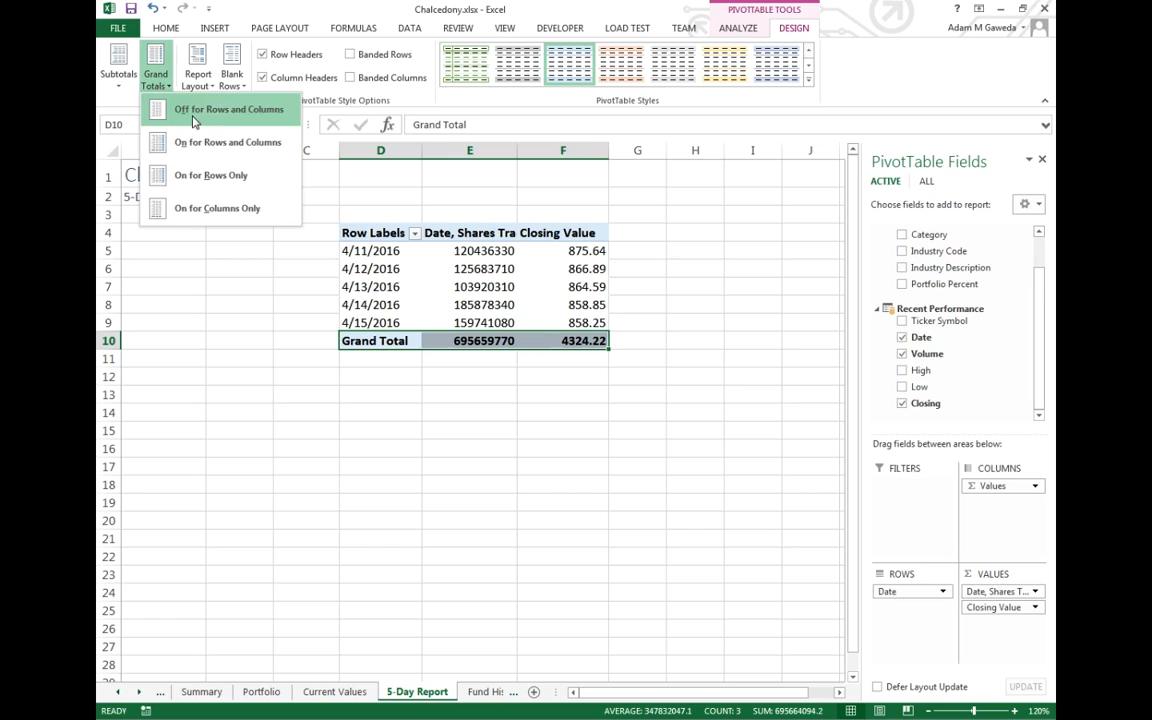 Chalcedony.xlsx - Excel
PIVOTTABLE TOOLS
FILE HOME INSERT PAGE LAYOUT FORMULAS DATA REVIEW VIEW DEVELOPER LOAD TEST TEAM ANALYZE DESIGN Adam M Gaweda
Subtotals
Grand Totals
Report Layout
Blank Rows
Row Headers Banded Rows
Column Headers Banded Columns
PivotTable Style Options PivotTable Styles
Off for Rows and Columns
On for Rows and Columns
On for Rows Only
On for Columns Only
D10 Grand Total
C D E F G H I J
1
2 5-D
3
4 Row Labels Date, Shares Tra Closing Value
5 4/11/2016 120436330 875.64
6 4/12/2016 125683710 866.89
7 4/13/2016 103920310 864.59
8 4/14/2016 185878340 858.85
9 4/15/2016 159741080 858.25
10 Grand Total 695659770 4324.22
11
12
13
14
15
16
17
18
19
20
21
22
23
24
25
26
27
28
PivotTable Fields
ACTIVE ALL
Choose fields to add to report:
Category
Industry Code
Industry Description
Portfolio Percent
Recent Performance
Ticker Symbol
Date
Volume
High
Low
Closing
Drag fields between areas below:
FILTERS COLUMNS
Σ Values
ROWS Σ VALUES
Date Date, Shares T...
Closing Value
Defer Layout Update UPDATE
... Summary Portfolio Current Values 5-Day Report Fund His ...
READY AVERAGE: 347832047.1 COUNT: 3 SUM: 695664094.2 120%